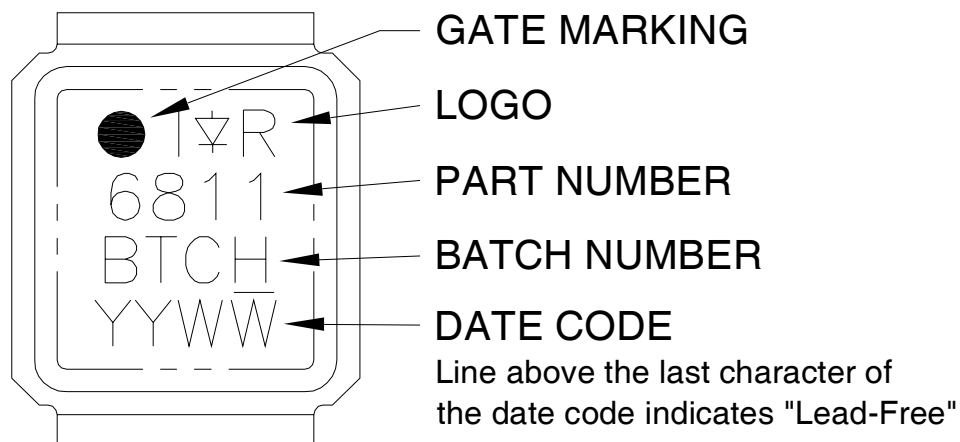 GATE MARKING
I R
LOGO
6811
PART NUMBER
BTCH
BATCH NUMBER
YYWW̅
DATE CODE
Line above the last character of
the date code indicates "Lead-Free"